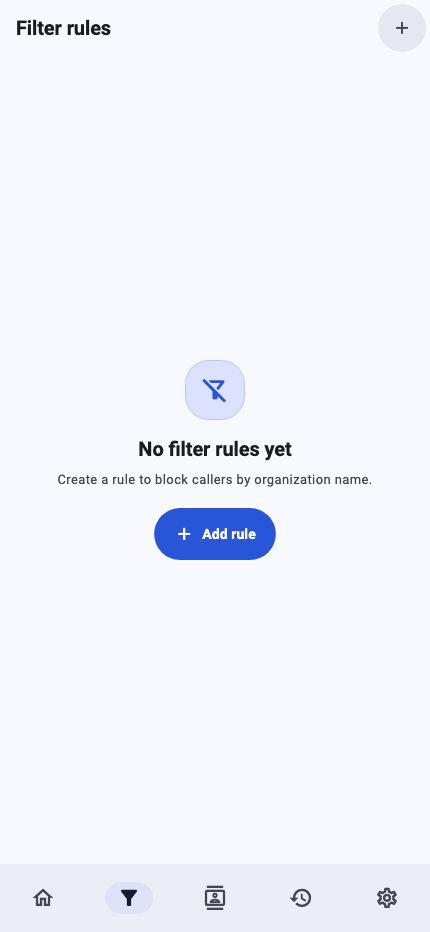 Filter rules
No filter rules yet
Create a rule to block callers by organization name.
Add rule